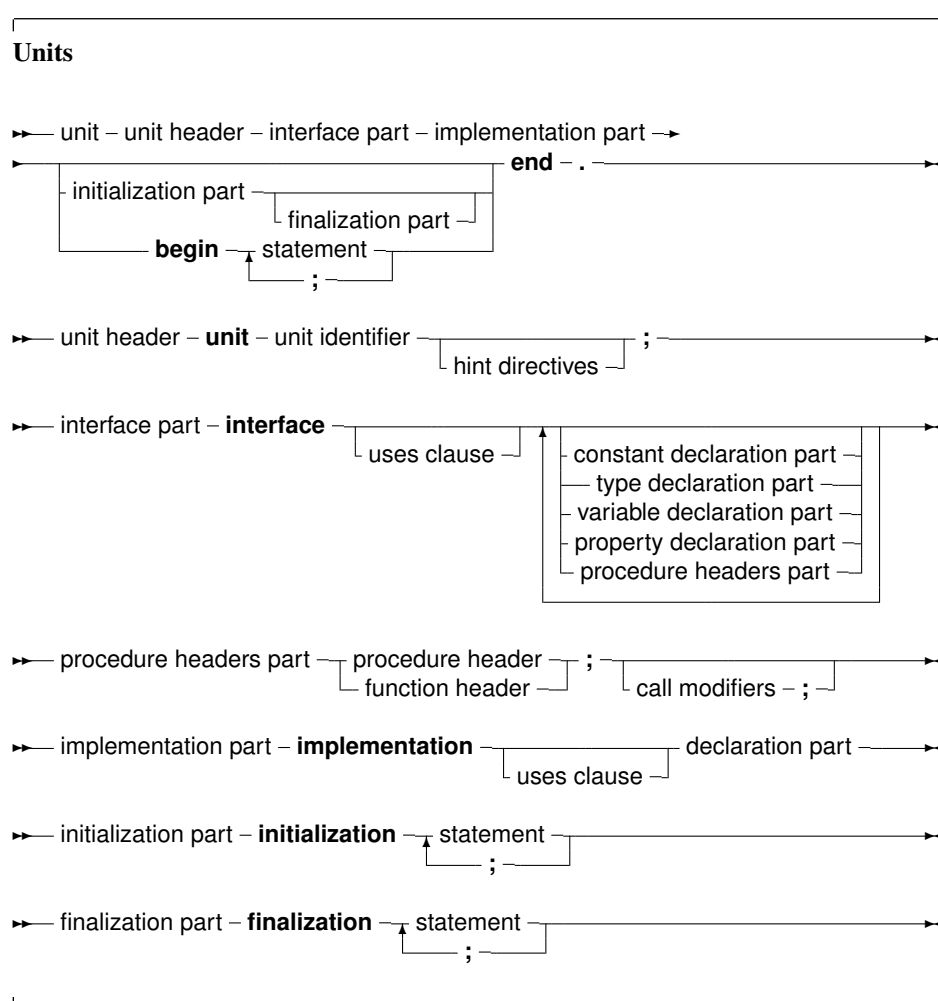 Units
unit – unit header – interface part – implementation part
end – .
initialization part
finalization part
begin statement
;
unit header – unit – unit identifier ;
hint directives
interface part – interface
uses clause constant declaration part
type declaration part
variable declaration part
property declaration part
procedure headers part
procedure headers part procedure header ;
function header call modifiers – ;
implementation part – implementation declaration part
uses clause
initialization part – initialization statement
;
finalization part – finalization statement
;